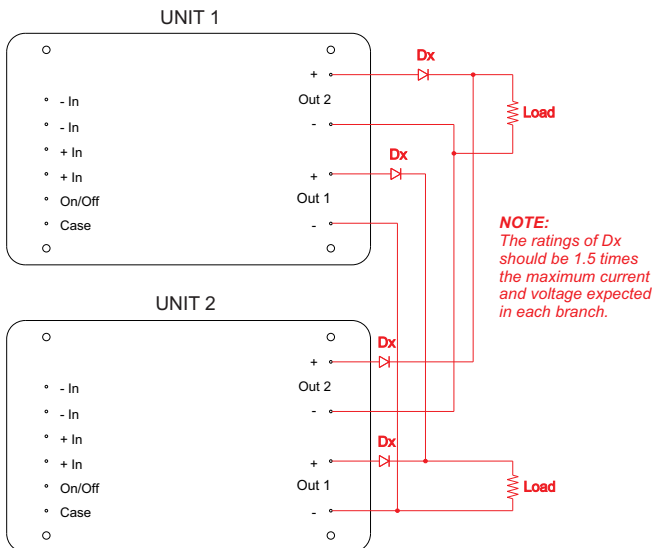 UNIT 1
Dx
+
Out 2
- In
Load
- In
-
+ In
Dx
+ In
+
On/Off
Out 1
Case
-
NOTE:
The ratings of Dx
should be 1.5 times
the maximum current
and voltage expected
in each branch.
UNIT 2
Dx
+
- In
Out 2
- In
-
+ In
Dx
+ In
+
On/Off
Out 1
Load
Case
-